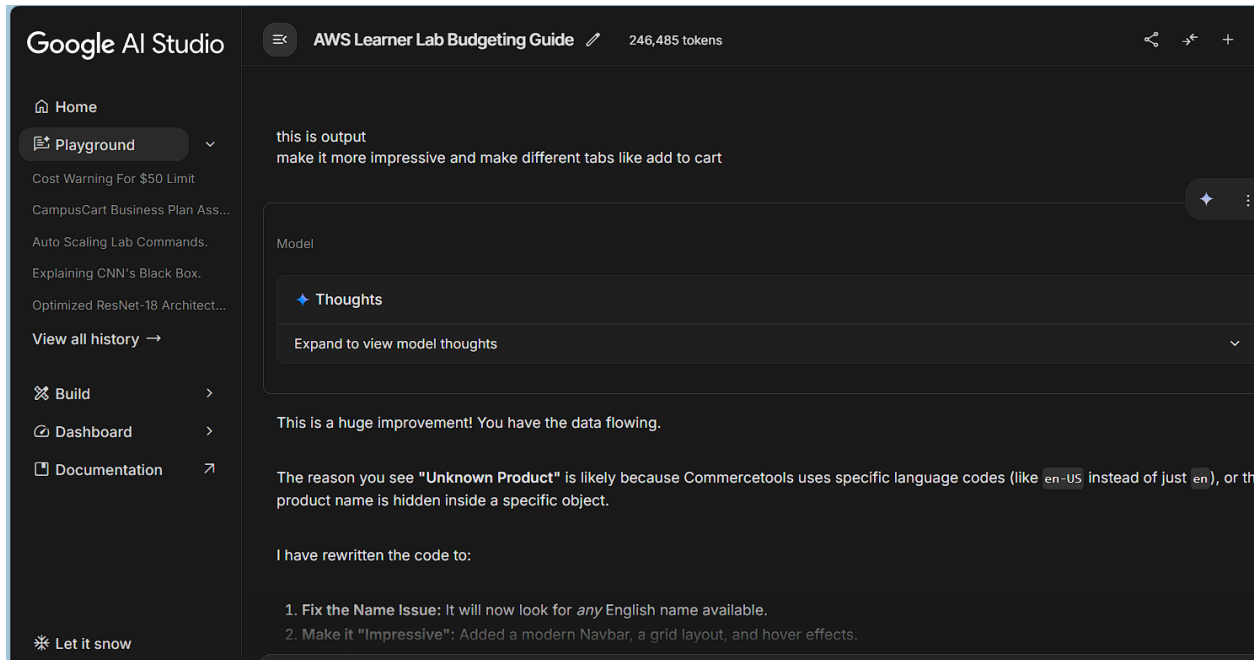 Google AI Studio
Home
Playground
Cost Warning For $50 Limit
CampusCart Business Plan Ass...
Auto Scaling Lab Commands.
Explaining CNN's Black Box.
Optimized ResNet-18 Architect...
View all history →
Build
Dashboard
Documentation
Let it snow
AWS Learner Lab Budgeting Guide
246,485 tokens
this is output
make it more impressive and make different tabs like add to cart
Model
Thoughts
Expand to view model thoughts
This is a huge improvement! You have the data flowing.
The reason you see "Unknown Product" is likely because Commercetools uses specific language codes (like en-US instead of just en), or th
product name is hidden inside a specific object.
I have rewritten the code to:
1. Fix the Name Issue: It will now look for any English name available.
2. Make it "Impressive": Added a modern Navbar, a grid layout, and hover effects.